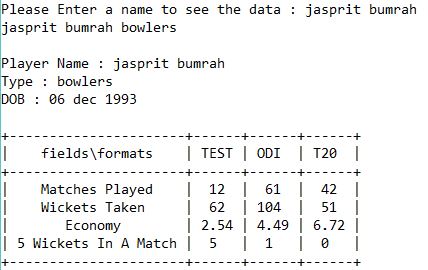 Please Enter a name to see the data : jasprit bumrah
jasprit bumrah bowlers

Player Name : jasprit bumrah
Type : bowlers
DOB : 06 dec 1993

+---------------------+------+------+------+
|    fields\formats   | TEST | ODI  | T20  |
+---------------------+------+------+------+
|    Matches Played   |  12  |  61  |  42  |
|    Wickets Taken    |  62  | 104  |  51  |
|       Economy       | 2.54 | 4.49 | 6.72 |
| 5 Wickets In A Match |  5   |  1   |  0   |
+---------------------+------+------+------+